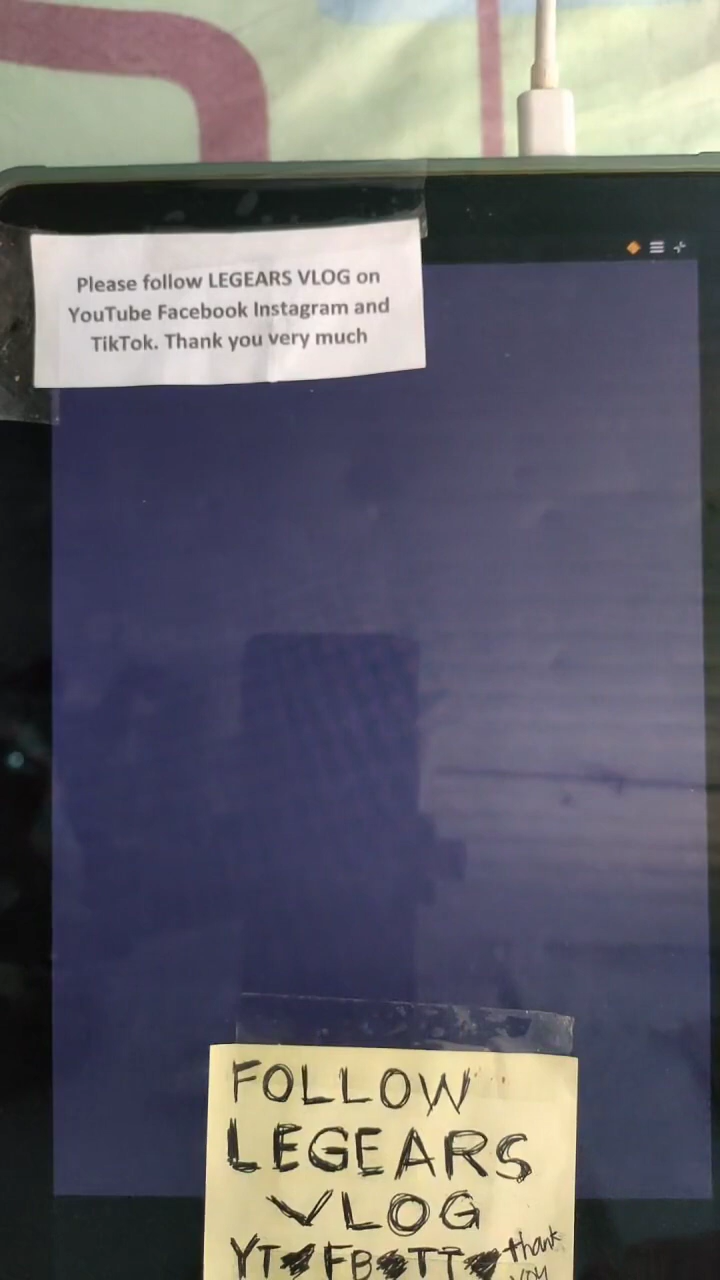 Please follow LEGEARS VLOG on
YouTube Facebook Instagram and
TikTok. Thank you very much
FOLLOW
LEGEARS
VLOG
YT FB TT thank
you